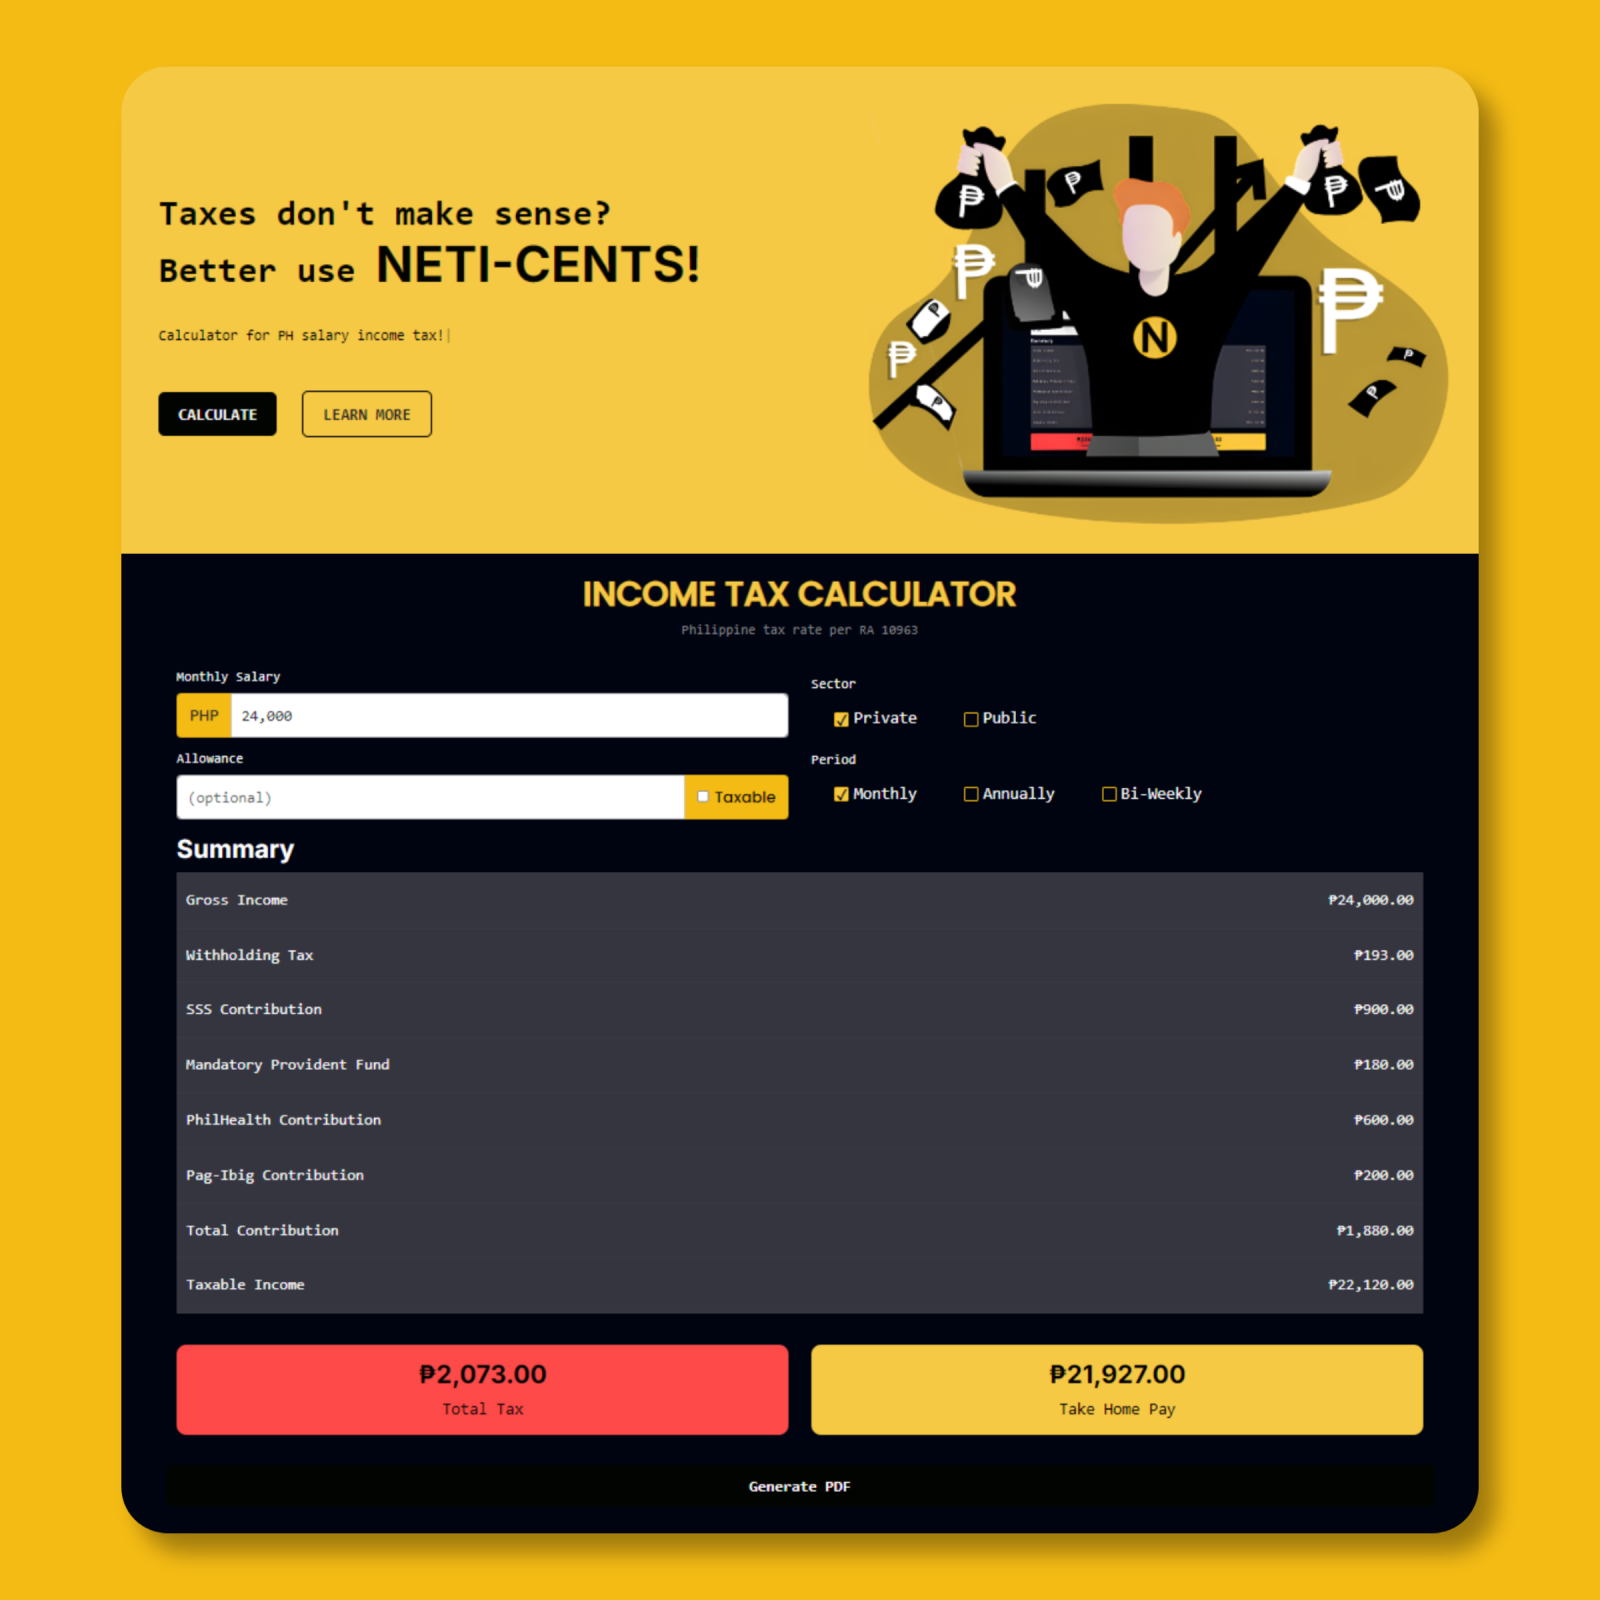 Taxes don't make sense?
Better use NETI-CENTS!
Calculator for PH salary income tax!|
CALCULATE
LEARN MORE
₱
₱
₱
₱
₱
₱
₱
₱
₱
₱
₱
₱
₱
N
INCOME TAX CALCULATOR
Philippine tax rate per RA 10963
Monthly Salary
PHP 24,000
Allowance
(optional) Taxable
Sector
Private Public
Period
Monthly Annually Bi-Weekly
Summary
Gross Income ₱24,000.00
Withholding Tax ₱193.00
SSS Contribution ₱900.00
Mandatory Provident Fund ₱180.00
PhilHealth Contribution ₱600.00
Pag-Ibig Contribution ₱200.00
Total Contribution ₱1,880.00
Taxable Income ₱22,120.00
₱2,073.00
Total Tax
₱21,927.00
Take Home Pay
Generate PDF